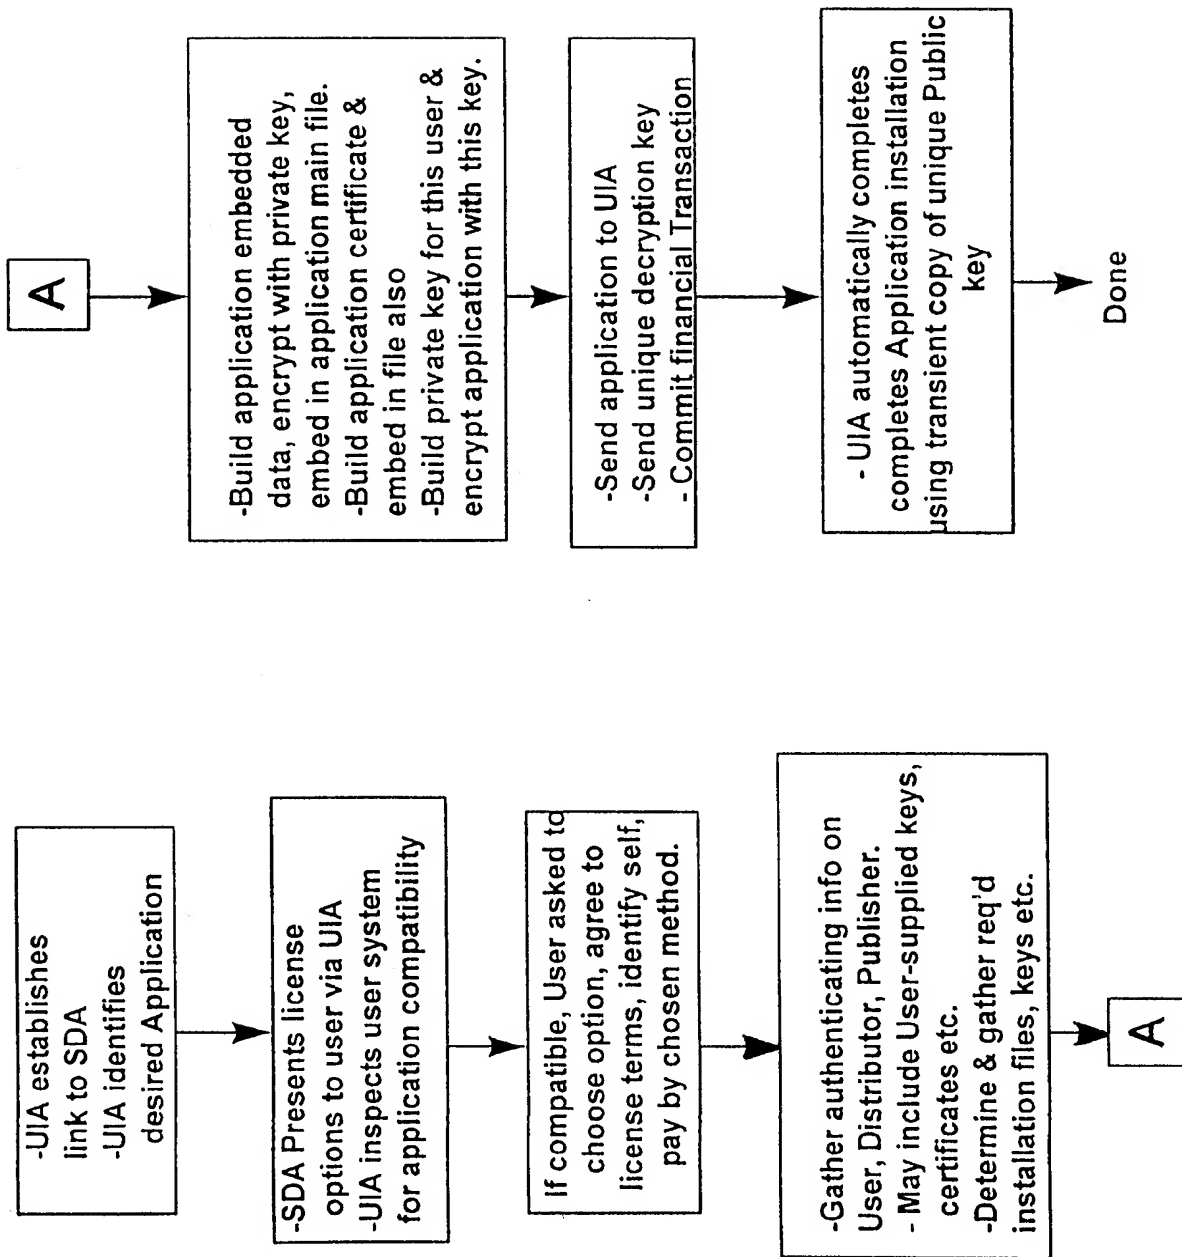 -UIA establishes
link to SDA
-UIA identifies
desired Application
-SDA Presents license
options to user via UIA
-UIA inspects user system
for application compatibility
If compatible, User asked to
choose option, agree to
license terms, identify self,
pay by chosen method.
-Gather authenticating info on
User, Distributor, Publisher.
- May include User-supplied keys,
certificates etc.
-Determine & gather req'd
installation files, keys etc.
A
A
-Build application embedded
data, encrypt with private key,
embed in application main file.
-Build application certificate &
embed in file also
-Build private key for this user &
encrypt application with this key.
-Send application to UIA
-Send unique decryption key
- Commit financial Transaction
- UIA automatically completes
completes Application installation
using transient copy of unique Public
key
Done